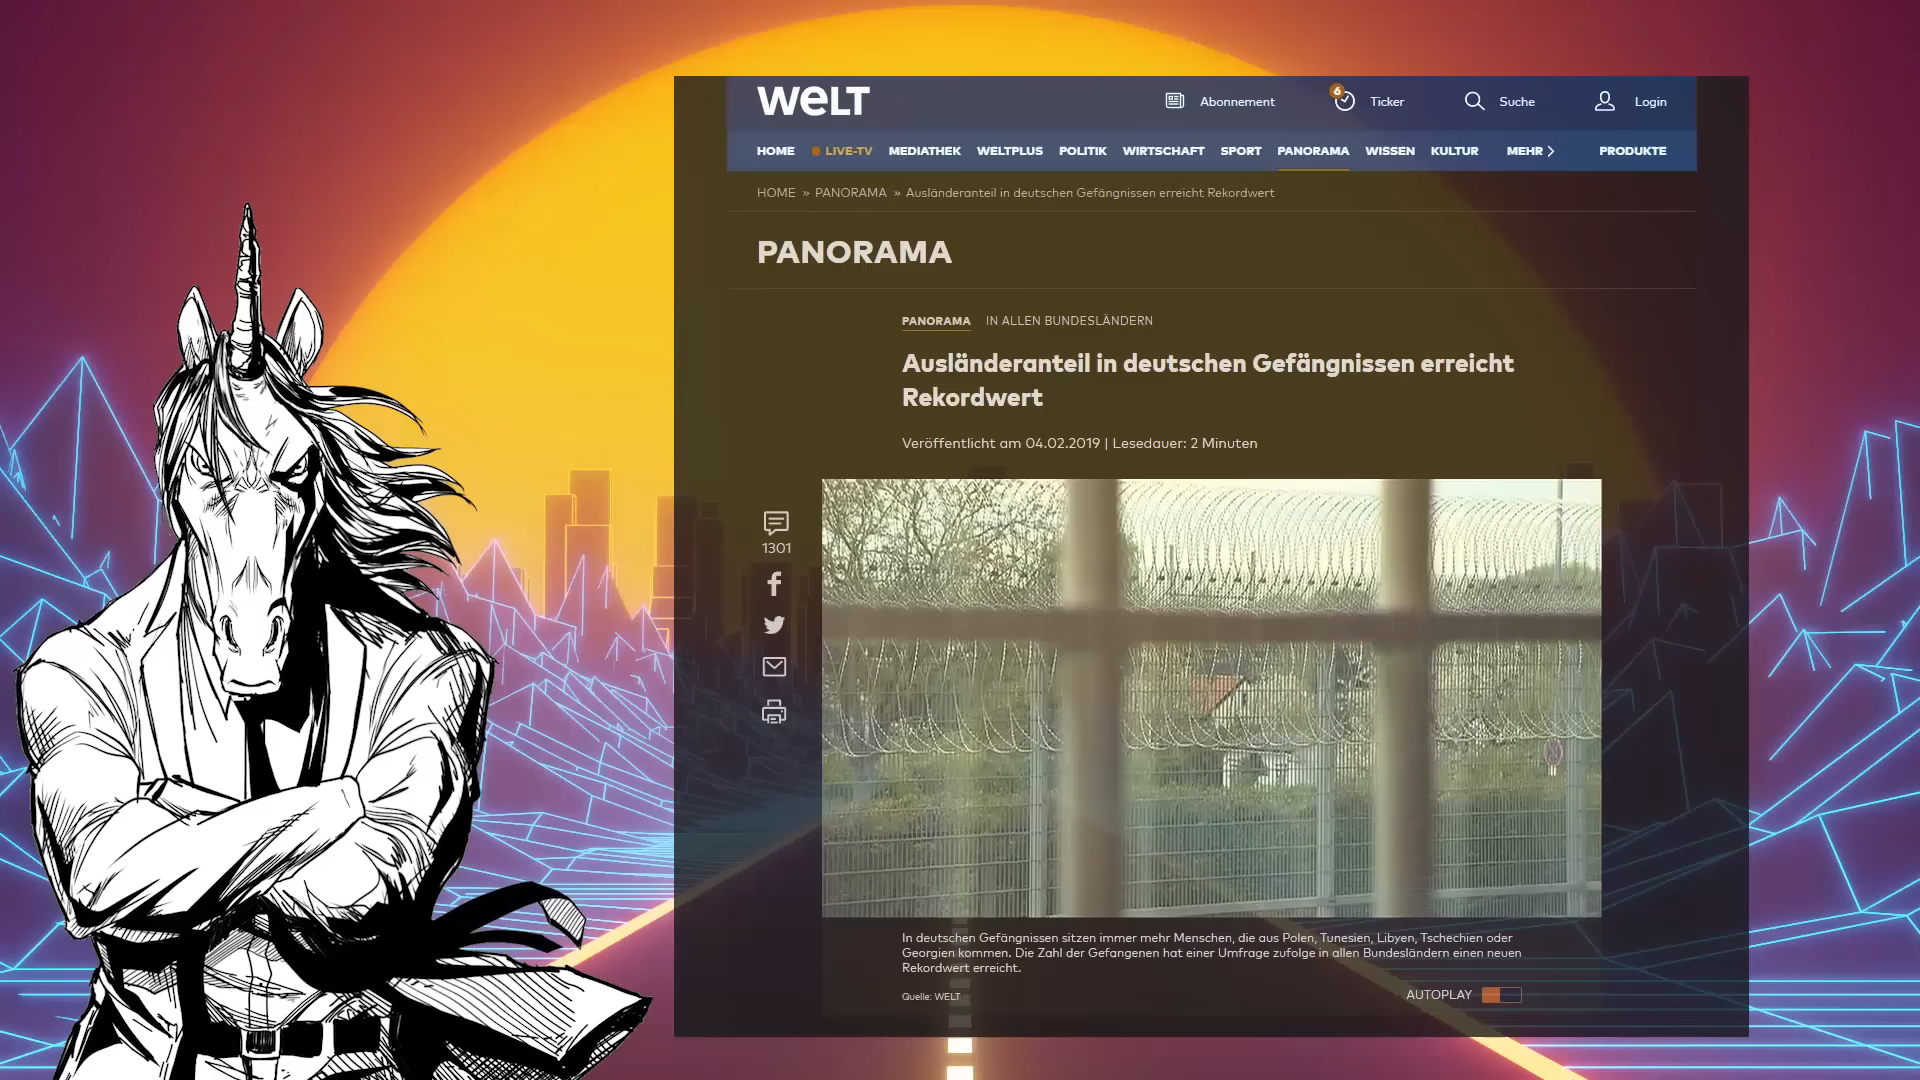 WELT
Abonnement
6
Ticker
Suche
Login
HOME
LIVE-TV
MEDIATHEK
WELTPLUS
POLITIK
WIRTSCHAFT
SPORT
PANORAMA
WISSEN
KULTUR
MEHR
PRODUKTE
HOME » PANORAMA » Ausländeranteil in deutschen Gefängnissen erreicht Rekordwert
PANORAMA
PANORAMA IN ALLEN BUNDESLÄNDERN
Ausländeranteil in deutschen Gefängnissen erreicht
Rekordwert
Veröffentlicht am 04.02.2019 | Lesedauer: 2 Minuten
1301
In deutschen Gefängnissen sitzen immer mehr Menschen, die aus Polen, Tunesien, Libyen, Tschechien oder
Georgien kommen. Die Zahl der Gefangenen hat einer Umfrage zufolge in allen Bundesländern einen neuen
Rekordwert erreicht.
Quelle: WELT
AUTOPLAY